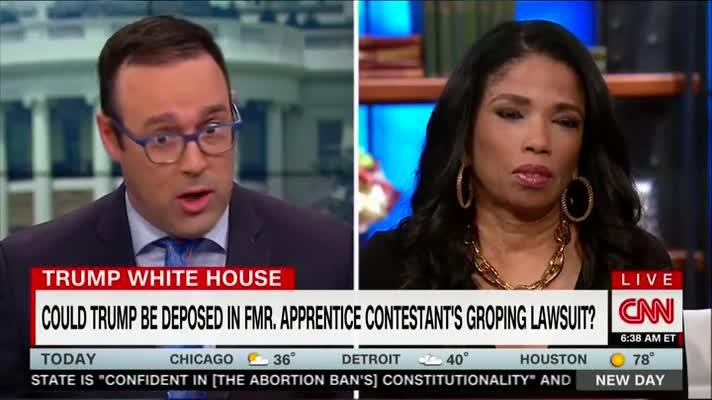 TRUMP WHITE HOUSE
COULD TRUMP BE DEPOSED IN FMR. APPRENTICE CONTESTANT'S GROPING LAWSUIT?
LIVE
CNN
6:38 AM ET
TODAY CHICAGO 36° DETROIT 40° HOUSTON 78°
STATE IS "CONFIDENT IN [THE ABORTION BAN'S] CONSTITUTIONALITY" AND
NEW DAY